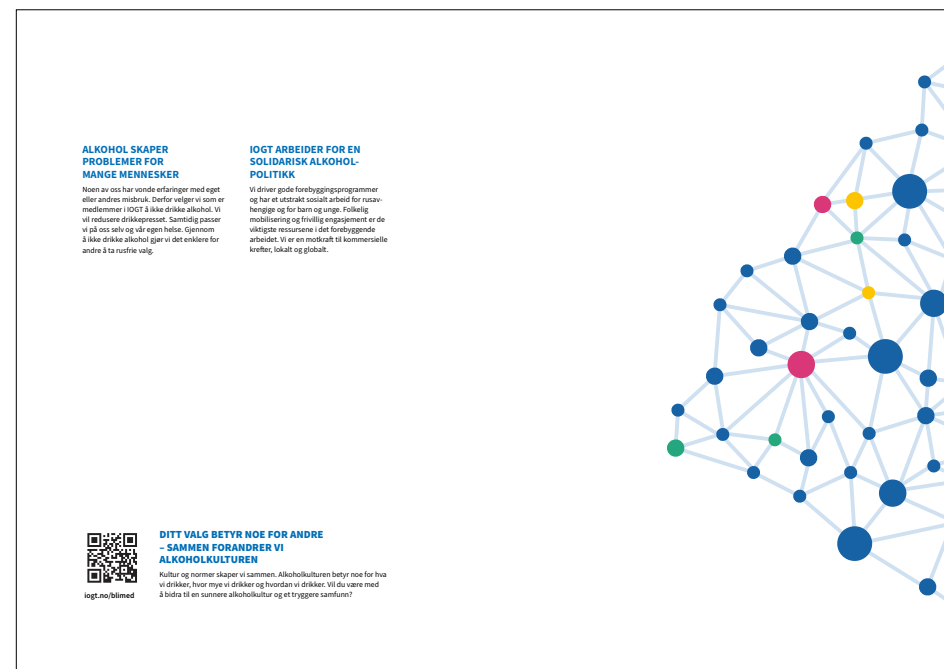 ALKOHOL SKAPER
PROBLEMER FOR
MANGE MENNESKER
Noen av oss har vonde erfaringer med eget
eller andres misbruk. Derfor velger vi som er
medlemmer i IOGT å ikke drikke alkohol. Vi
vil redusere drikkepresset. Samtidig passer
vi på oss selv og vår egen helse. Gjennom
å ikke drikke alkohol gjør vi det enklere for
andre å ta rusfrie valg.
IOGT ARBEIDER FOR EN
SOLIDARISK ALKOHOL-
POLITIKK
Vi driver gode forebyggingsprogrammer
og har et utstrakt sosialt arbeid for rusav-
hengige og for barn og unge. Folkelig
mobilisering og frivillig engasjement er de
viktigste ressursene i det forebyggende
arbeidet. Vi er en motkraft til kommersielle
krefter, lokalt og globalt.
DITT VALG BETYR NOE FOR ANDRE
– SAMMEN FORANDRER VI
ALKOHOLKULTUREN
Kultur og normer skaper vi sammen. Alkoholkulturen betyr noe for hva
vi drikker, hvor mye vi drikker og hvordan vi drikker. Vil du være med
å bidra til en sunnere alkoholkultur og et tryggere samfunn?
iogt.no/blimed